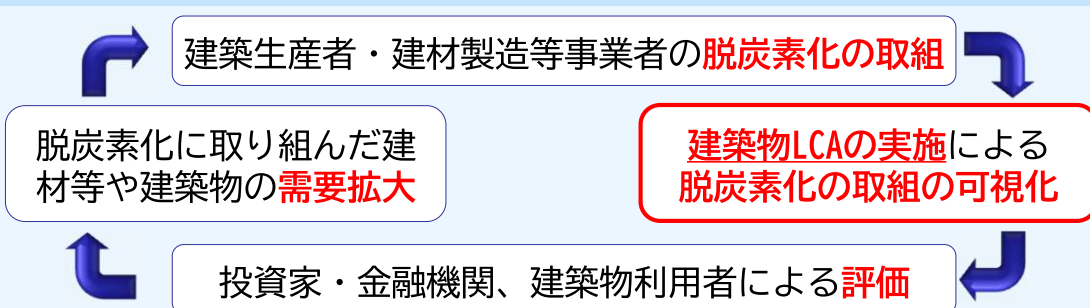 建築生産者・建材製造等事業者の脱炭素化の取組
脱炭素化に取り組んだ建
材等や建築物の需要拡大
建築物LCAの実施による
脱炭素化の取組の可視化
投資家・金融機関、建築物利用者による評価